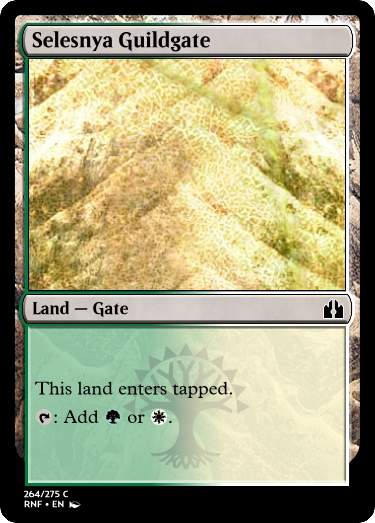 Selesnya Guildgate
Land — Gate
This land enters tapped.
: Add or .
264/275 C
RNF • EN